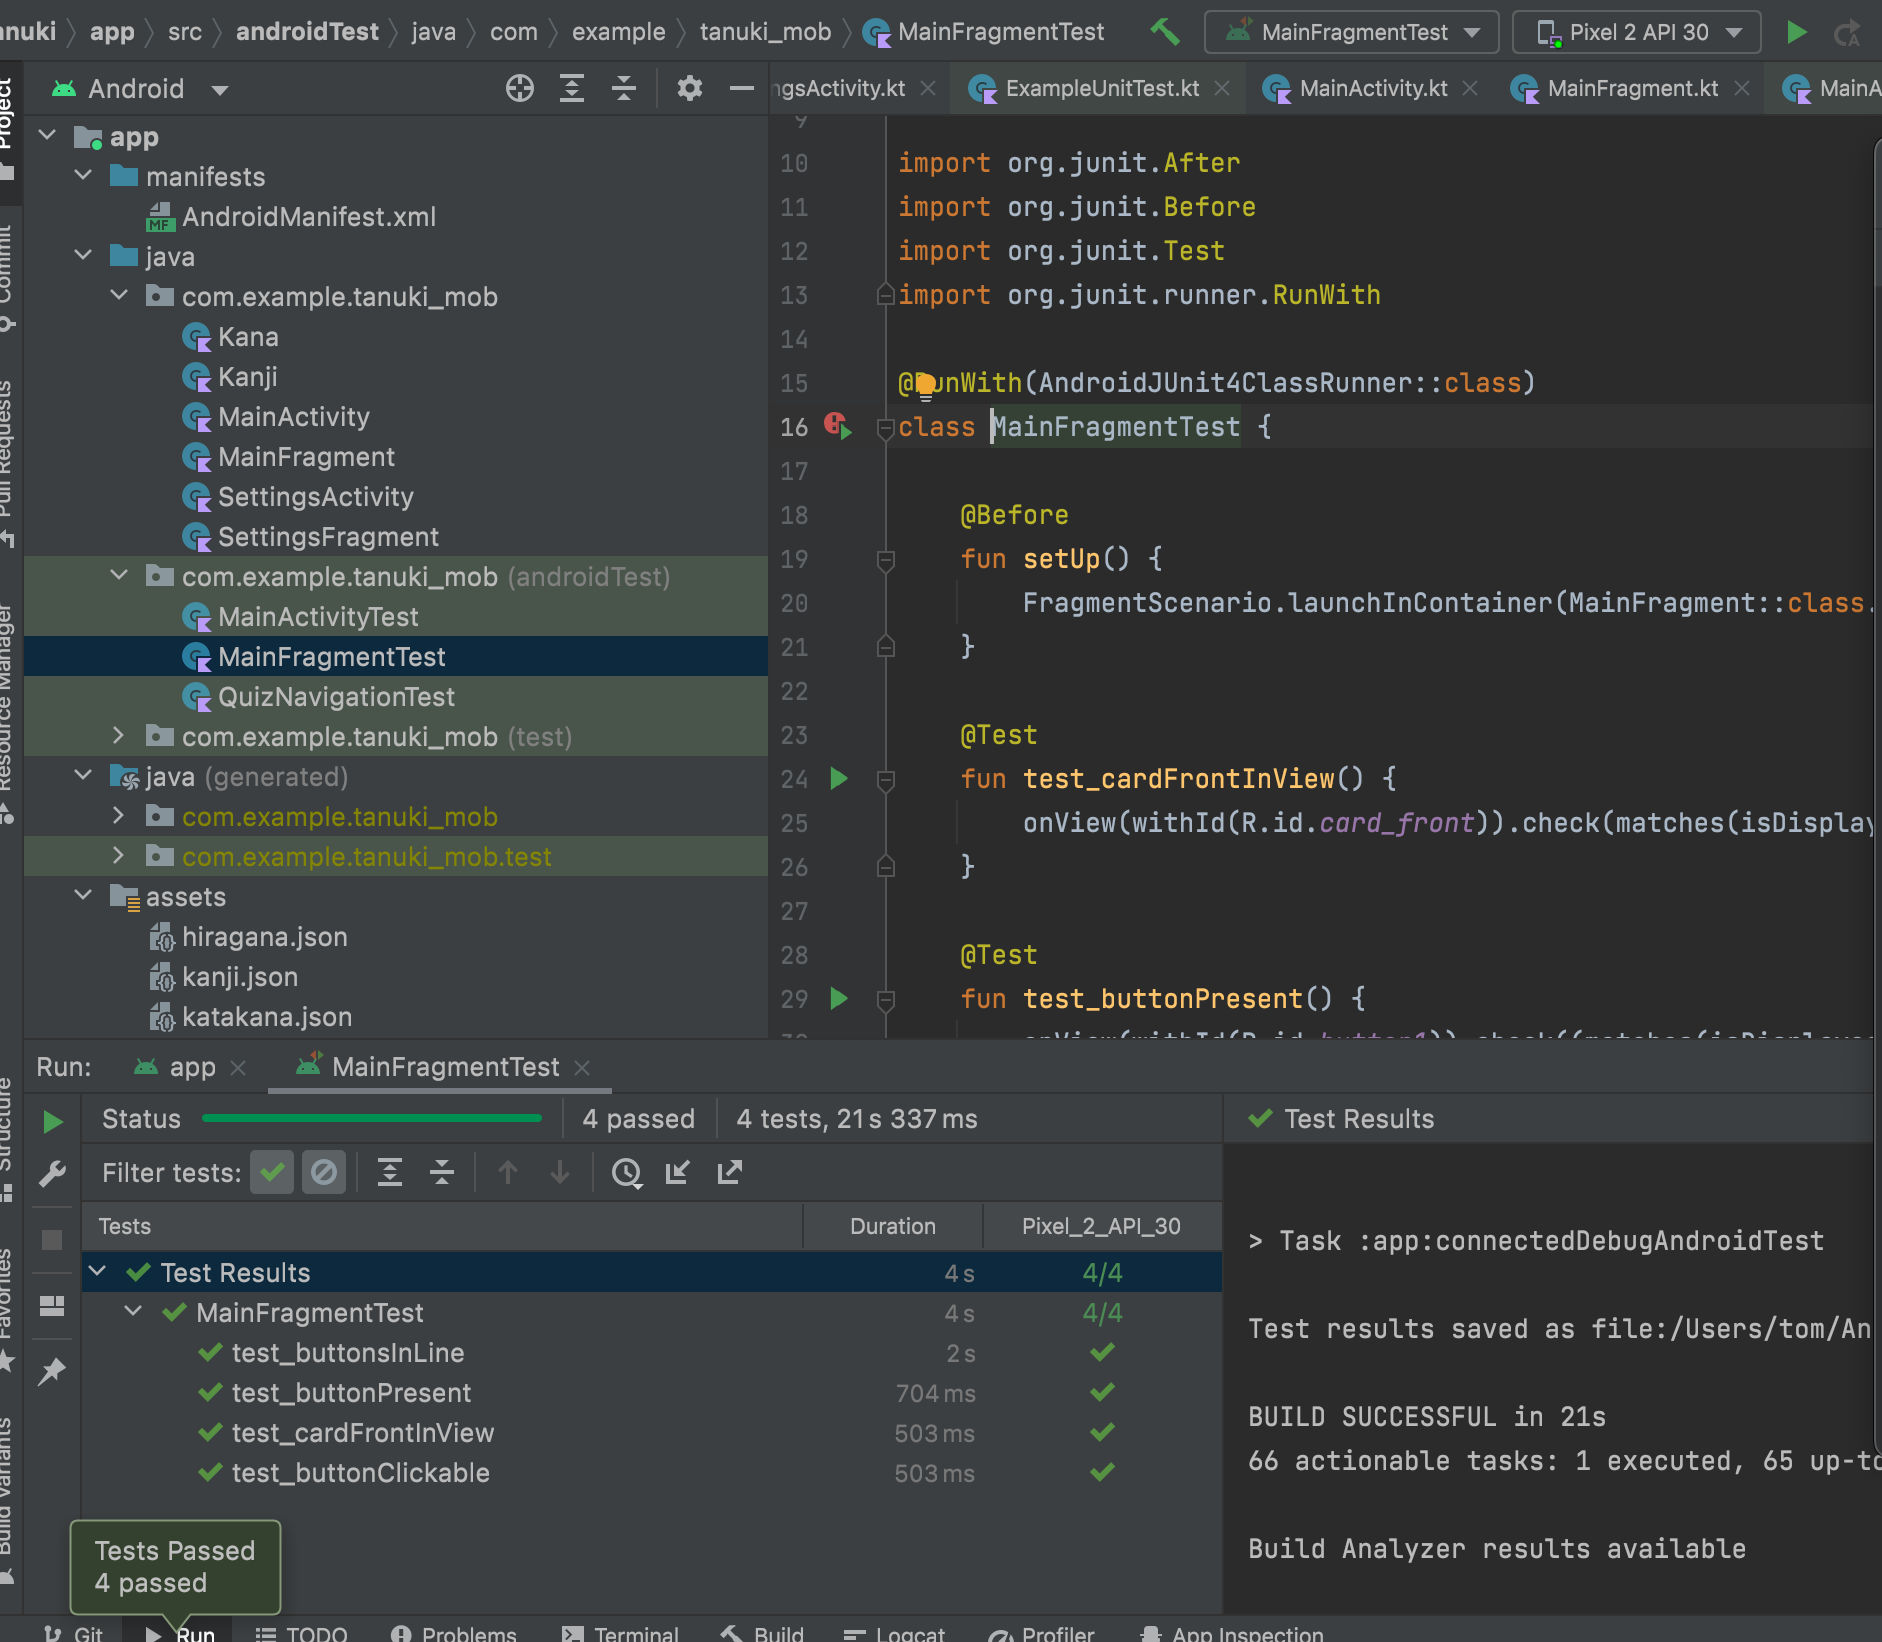 anuki app src androidTest java com example tanuki_mob MainFragmentTest MainFragmentTest Pixel 2 API 30
Project
Android
ngsActivity.kt ExampleUnitTest.kt MainActivity.kt MainFragment.kt MainA
app
manifests
AndroidManifest.xml
java
com.example.tanuki_mob
Kana
Kanji
MainActivity
MainFragment
SettingsActivity
SettingsFragment
com.example.tanuki_mob (androidTest)
MainActivityTest
MainFragmentTest
QuizNavigationTest
com.example.tanuki_mob (test)
java (generated)
com.example.tanuki_mob
com.example.tanuki_mob.test
assets
hiragana.json
kanji.json
katakana.json
Commit
Pull Requests
Resource Manager
Structure
Favorites
Build Variants
9
10 import org.junit.After
11 import org.junit.Before
12 import org.junit.Test
13 import org.junit.runner.RunWith
14
15 @RunWith(AndroidJUnit4ClassRunner::class)
16 class MainFragmentTest {
17
18 @Before
19 fun setUp() {
20 FragmentScenario.launchInContainer(MainFragment::class.
21 }
22
23 @Test
24 fun test_cardFrontInView() {
25 onView(withId(R.id.card_front)).check(matches(isDisplay
26 }
27
28 @Test
29 fun test_buttonPresent() {
30 onView(withId(R.id.button1)).check((matches(isDisplaye
Run: app MainFragmentTest
Status 4 passed 4 tests, 21 s 337 ms
Filter tests:
Tests Duration Pixel_2_API_30
Test Results 4 s 4/4
MainFragmentTest 4 s 4/4
test_buttonsInLine 2 s
test_buttonPresent 704 ms
test_cardFrontInView 503 ms
test_buttonClickable 503 ms
Test Results
> Task :app:connectedDebugAndroidTest
Test results saved as file:/Users/tom/An
BUILD SUCCESSFUL in 21s
66 actionable tasks: 1 executed, 65 up-to
Build Analyzer results available
Tests Passed
4 passed
Git Run TODO Problems Terminal Build Logcat Profiler App Inspection